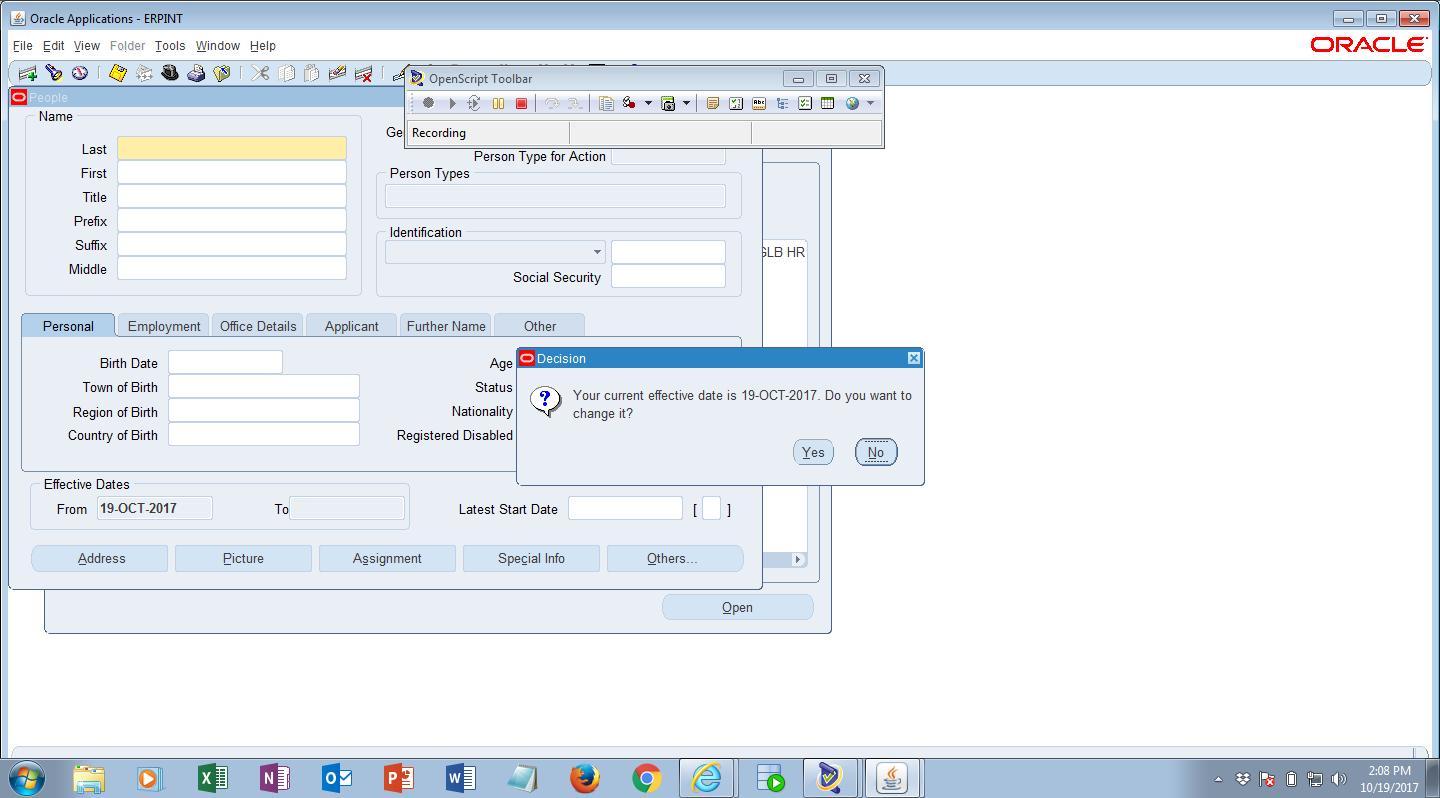 Oracle Applications - ERPINT
File Edit View Folder Tools Window Help
ORACLE
OpenScript Toolbar
Recording
People
Name
Last
First
Title
Prefix
Suffix
Middle
Person Type for Action
Person Types
Identification
Social Security
GLB HR
Personal Employment Office Details Applicant Further Name Other
Birth Date
Town of Birth
Region of Birth
Country of Birth
Age
Status
Nationality
Registered Disabled
Decision
Your current effective date is 19-OCT-2017. Do you want to
change it?
Yes No
Effective Dates
From 19-OCT-2017 To
Latest Start Date [ ]
Address Picture Assignment Special Info Others...
Open
2:08 PM
10/19/2017